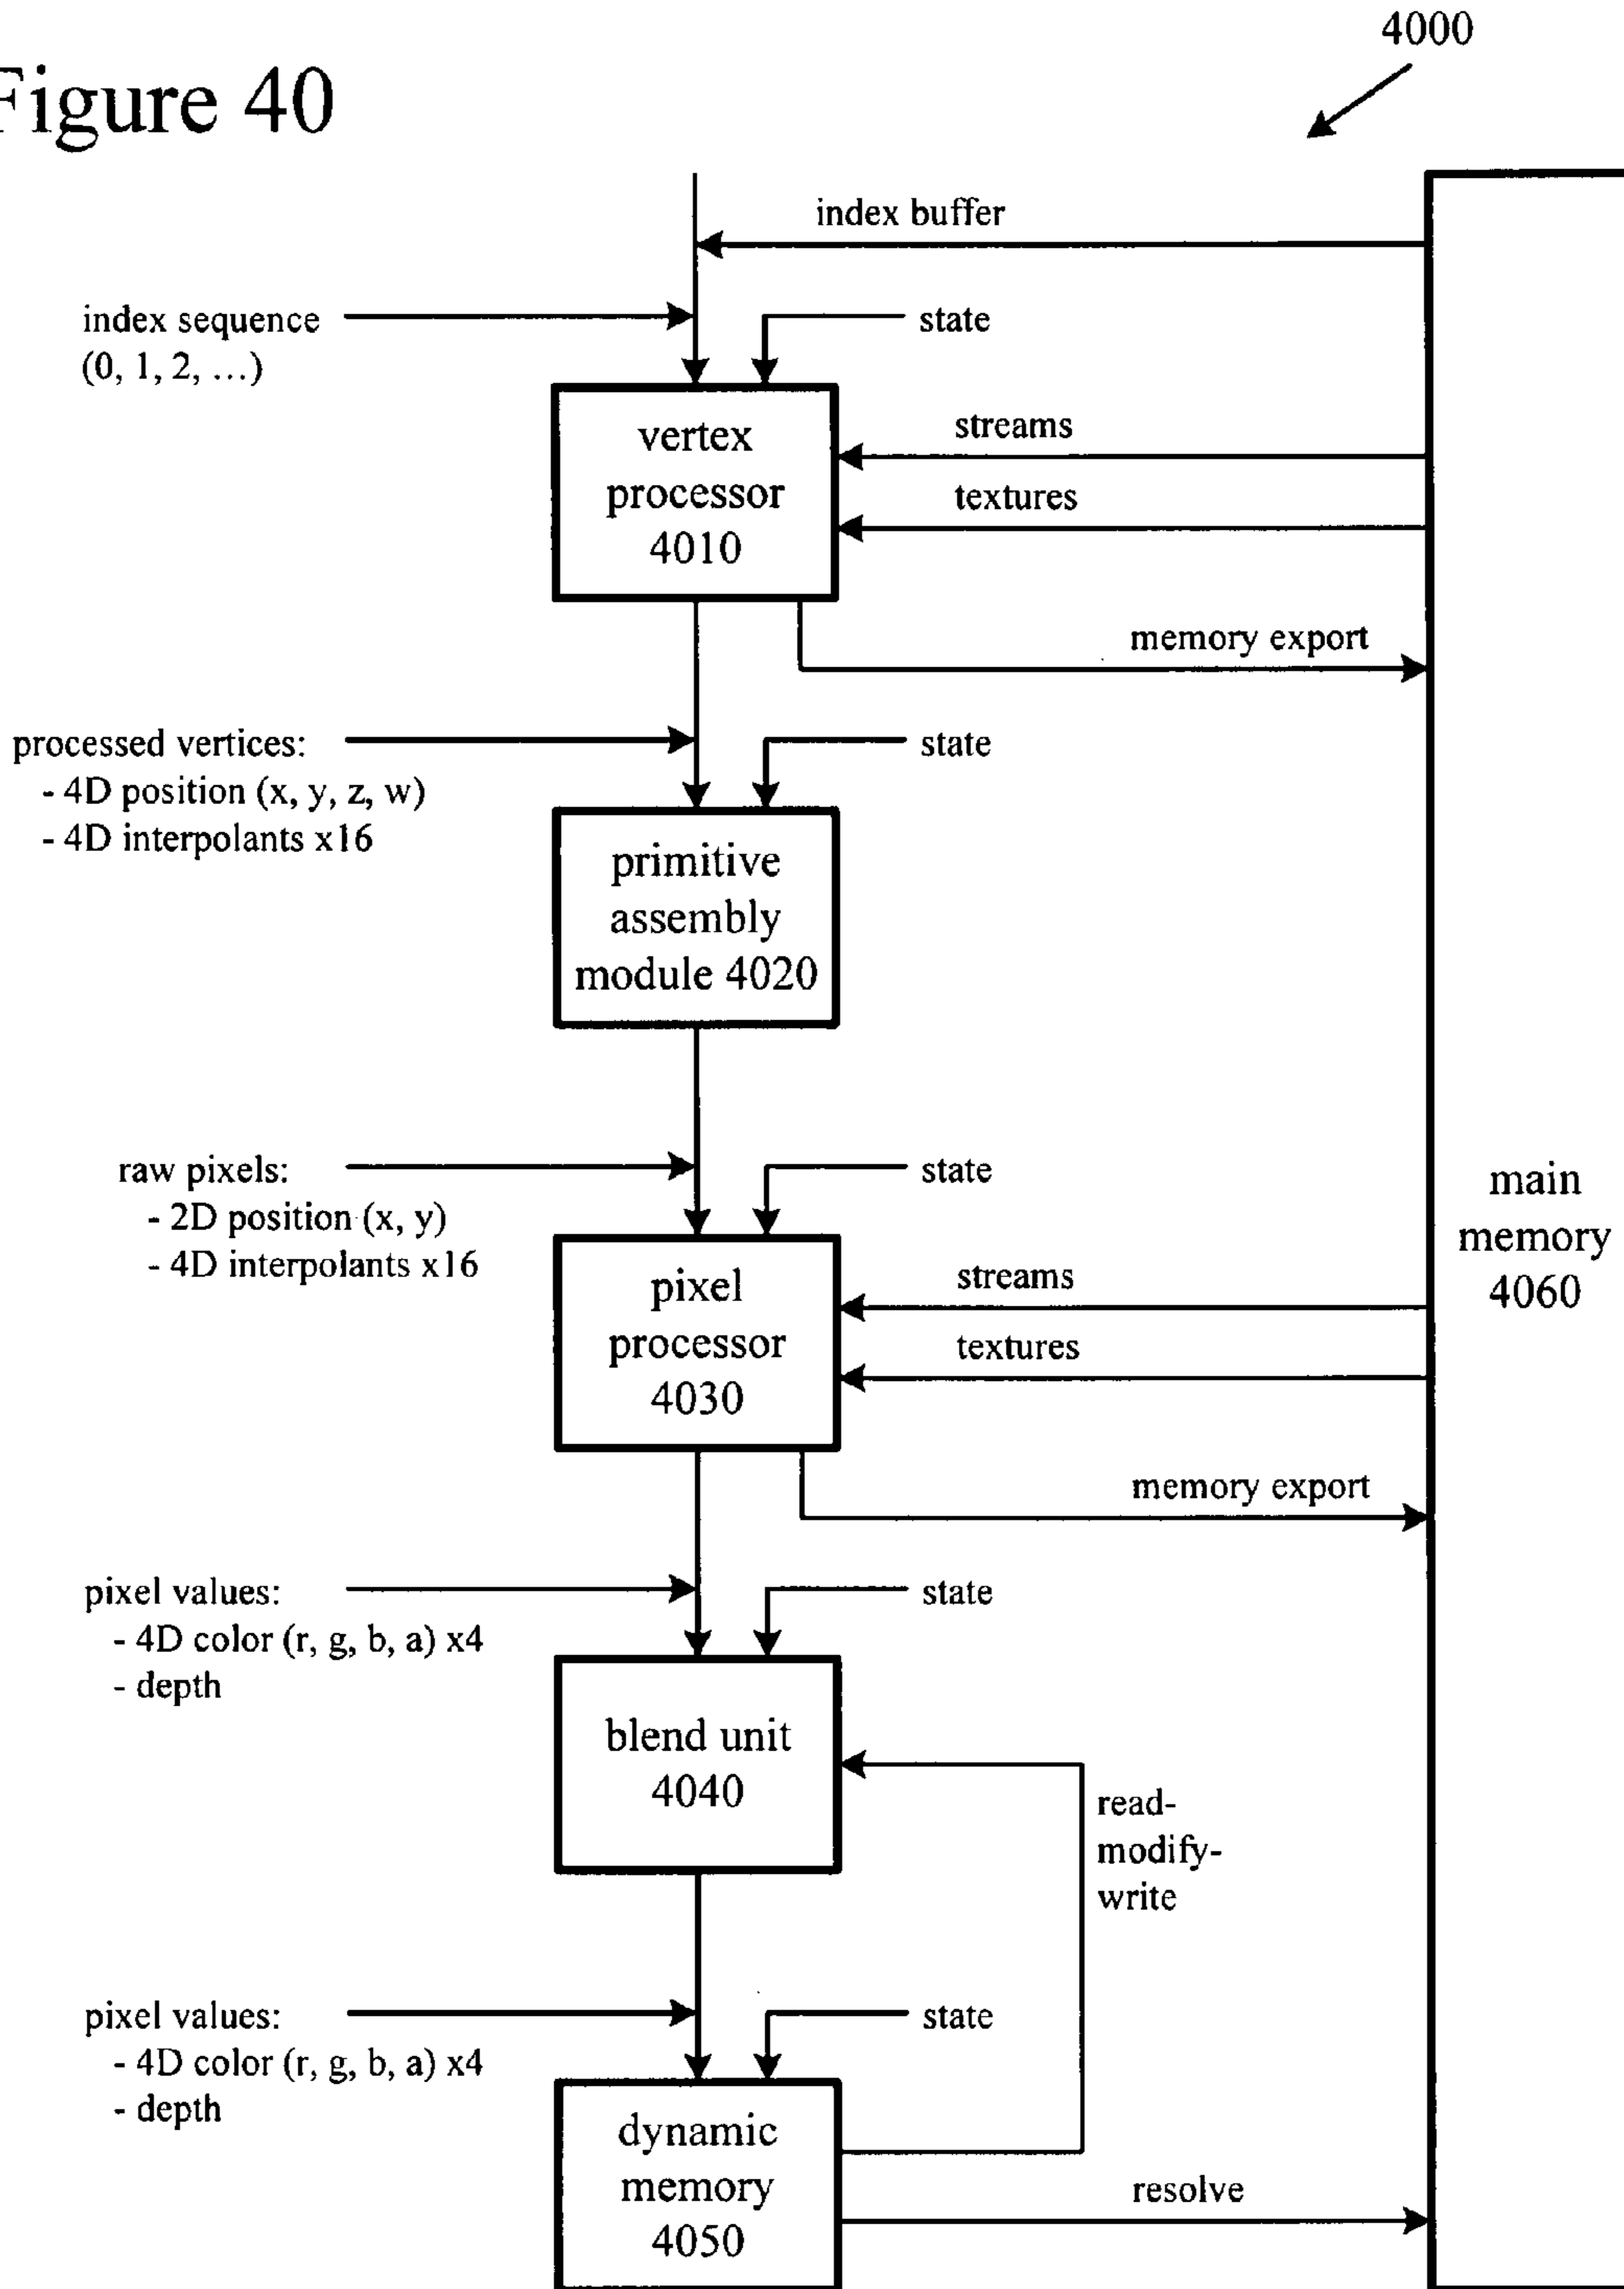 4000
Figure 40
index buffer
index sequence
(0, 1, 2, ...)
state
vertex
processor
4010
streams
textures
memory export
processed vertices:
- 4D position (x, y, z, w)
- 4D interpolants x16
state
primitive
assembly
module 4020
raw pixels:
- 2D position (x, y)
- 4D interpolants x16
state
main
memory
4060
pixel
processor
4030
streams
textures
memory export
pixel values:
- 4D color (r, g, b, a) x4
- depth
state
blend unit
4040
read-
modify-
write
pixel values:
- 4D color (r, g, b, a) x4
- depth
state
dynamic
memory
4050
resolve